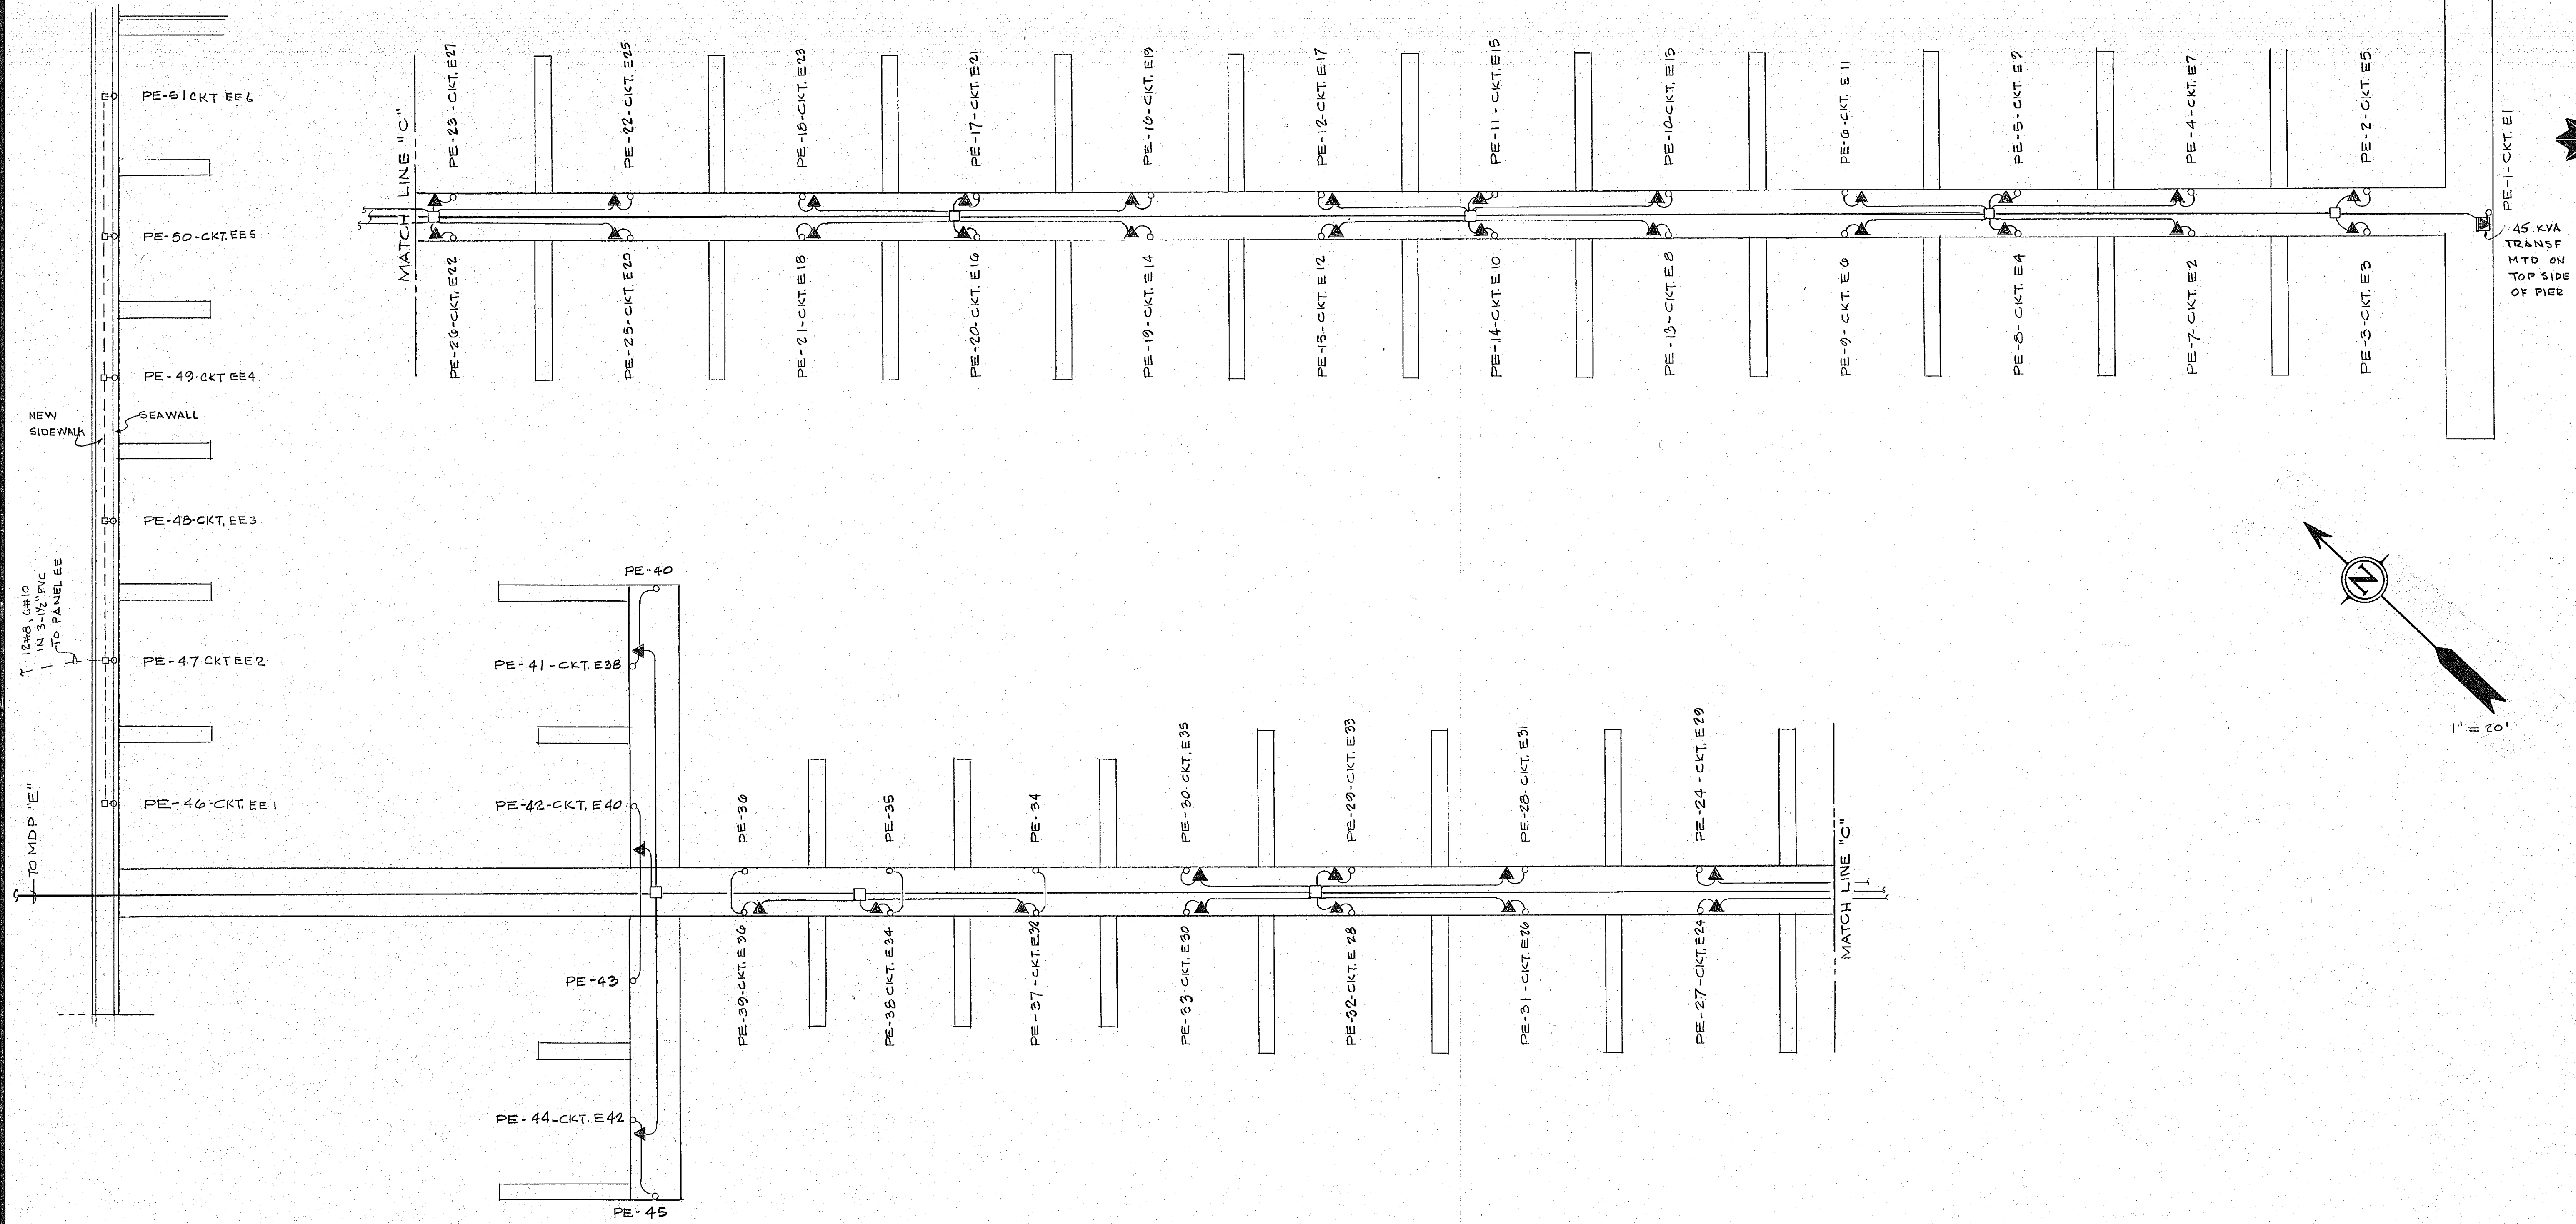 PE-23-CKT. E27
PE-22-CKT. E25
PE-18-CKT. E23
PE-17-CKT. E21
PE-16-CKT. E19
PE-12-CKT. E17
PE-11-CKT. E15
PE-10-CKT. E13
PE-6-CKT. E11
PE-5-CKT. E9
PE-4-CKT. E7
PE-2-CKT. E5
PE-1-CKT. E1
MATCH LINE "C"
45 KVA
TRANSF
MTD ON
TOP SIDE
OF PIER
PE-26-CKT. E22
PE-25-CKT. E20
PE-21-CKT. E18
PE-20-CKT. E16
PE-19-CKT. E14
PE-15-CKT. E12
PE-14-CKT. E10
PE-13-CKT. E8
PE-9-CKT. E6
PE-8-CKT. E4
PE-7-CKT. E2
PE-3-CKT. E3
PE-51 CKT EE6
PE-50-CKT. EE5
PE-49-CKT EE4
NEW
SIDEWALK
SEAWALL
PE-48-CKT. EE3
12#8, 6#10
IN 3-1½" PVC
TO PANEL EE
PE-47 CKT EE2
PE-46-CKT. EE1
TO MDP "E"
PE-40
PE-41-CKT. E38
PE-42-CKT. E40
PE-43
PE-44-CKT. E42
PE-45
PE-36
PE-35
PE-34
PE-30-CKT. E35
PE-29-CKT. E33
PE-28-CKT. E31
PE-24-CKT. E29
PE-39-CKT. E36
PE-38 CKT. E34
PE-37-CKT. E32
PE-33-CKT. E30
PE-32-CKT. E28
PE-31-CKT. E26
PE-27-CKT. E24
MATCH LINE "C"
N
1" = 20'